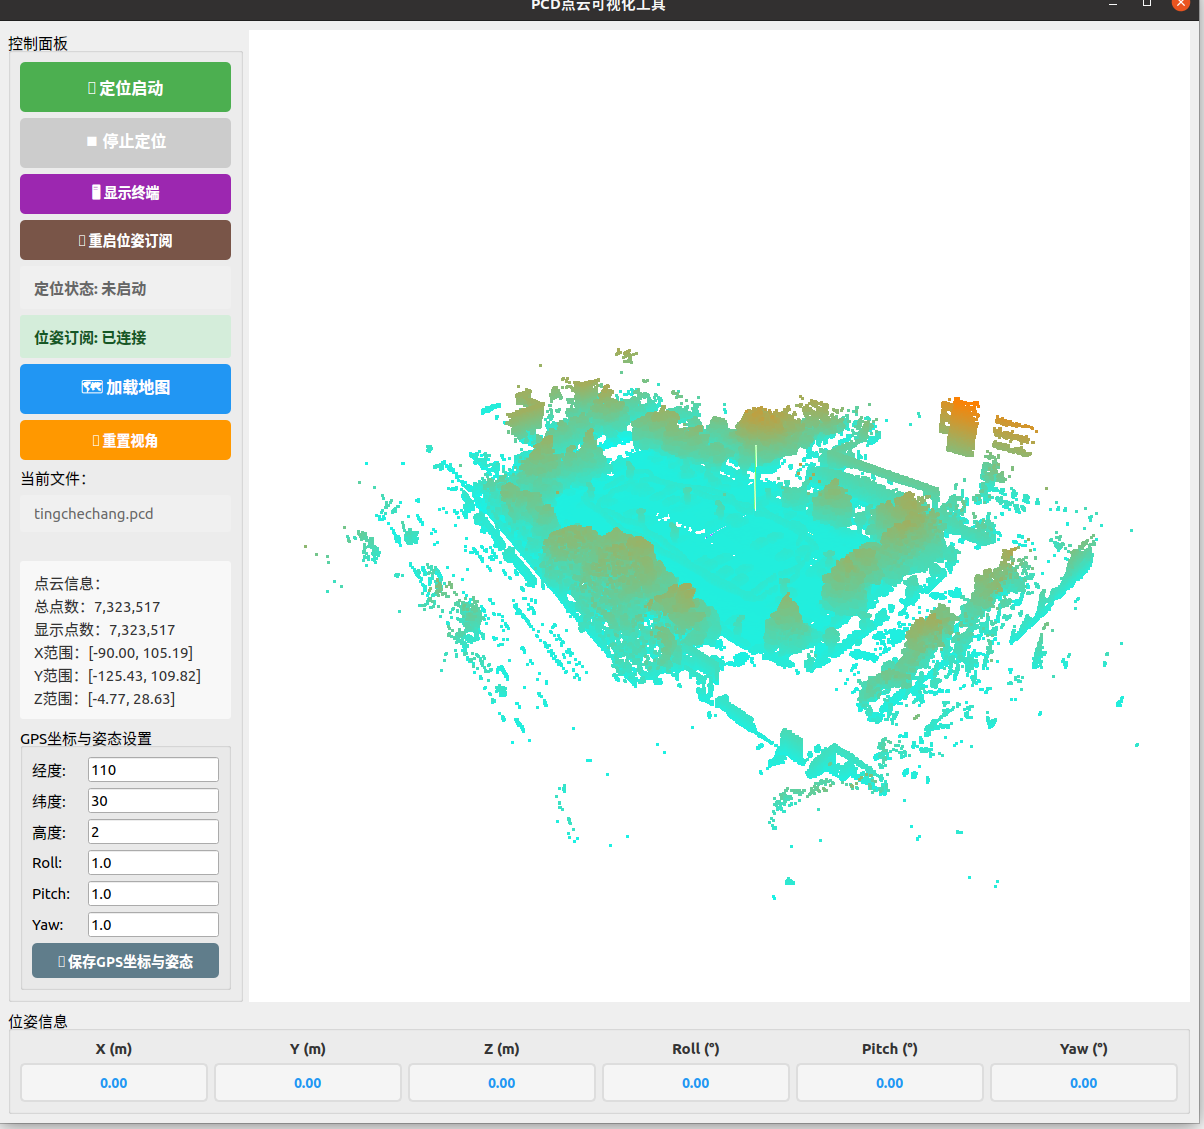 PCD点云可视化工具
控制面板
定位启动
停止定位
显示终端
重启位姿订阅
定位状态: 未启动
位姿订阅: 已连接
加载地图
重置视角
当前文件:
tingchechang.pcd
点云信息:
总点数: 7,323,517
显示点数: 7,323,517
X范围: [-90.00, 105.19]
Y范围: [-125.43, 109.82]
Z范围: [-4.77, 28.63]
GPS坐标与姿态设置
经度: 110
纬度: 30
高度: 2
Roll: 1.0
Pitch: 1.0
Yaw: 1.0
保存GPS坐标与姿态
位姿信息
X (m) Y (m) Z (m) Roll (°) Pitch (°) Yaw (°)
0.00 0.00 0.00 0.00 0.00 0.00